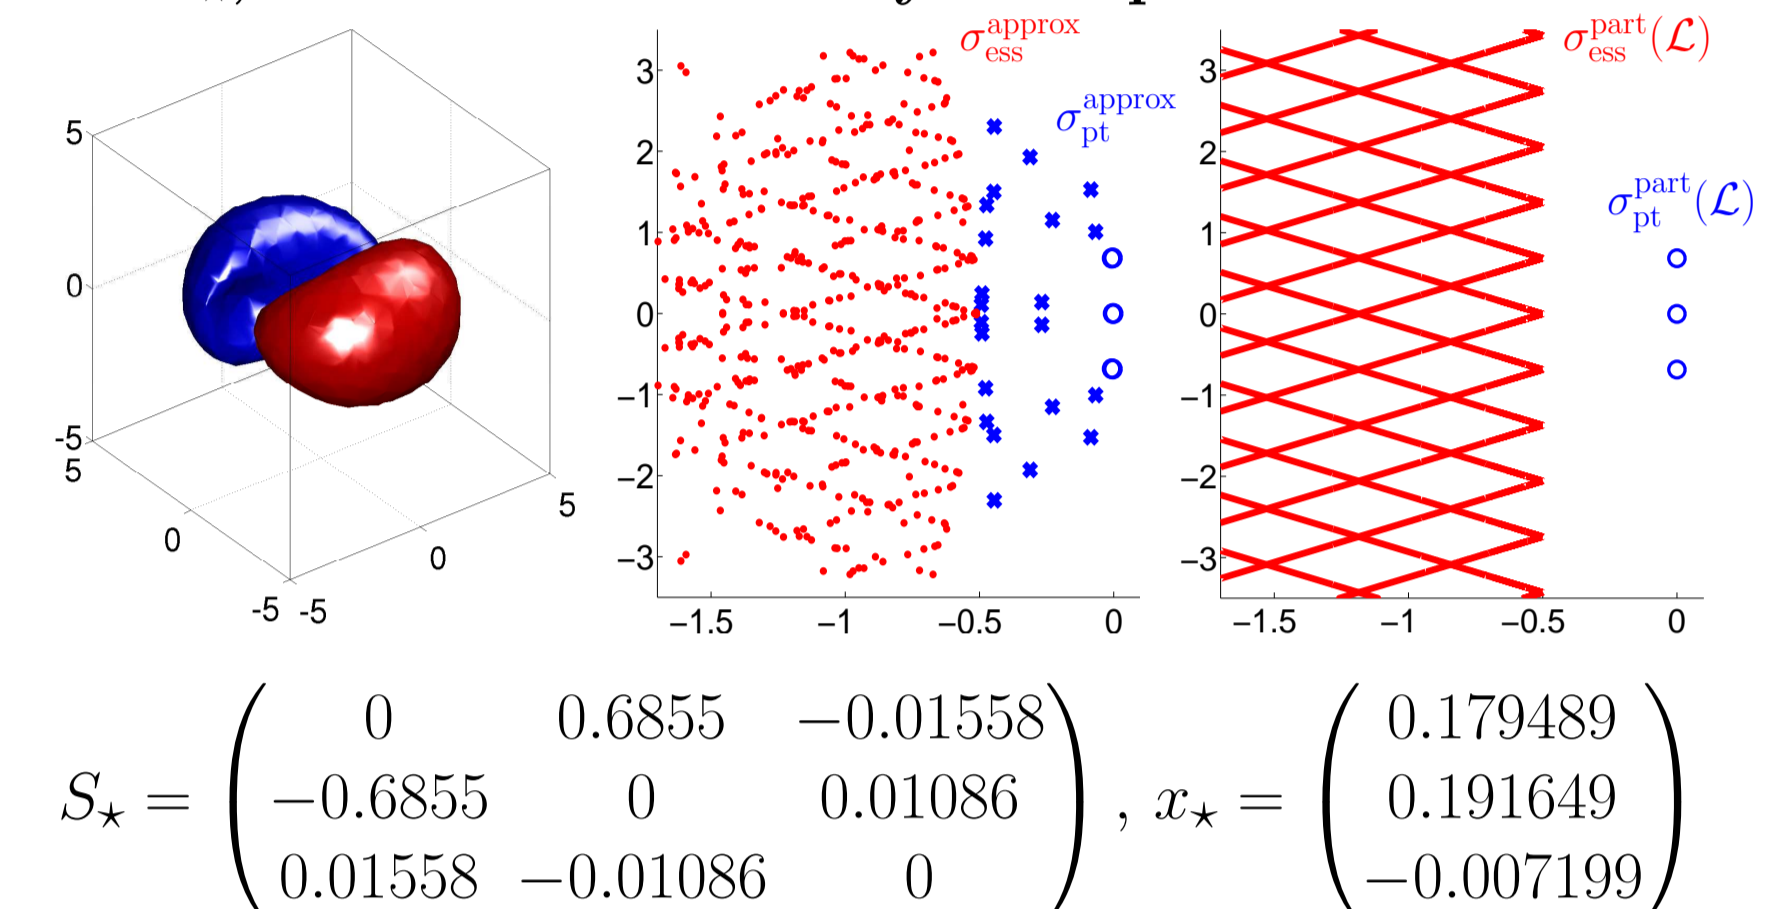 σ_ess^approx
σ_pt^approx
σ_ess^part(𝓛)
σ_pt^part(𝓛)
5
0
-5
5
0
-5
-5
0
5
3
2
1
0
−1
−2
−3
−1.5 −1 −0.5 0
3
2
1
0
−1
−2
−3
−1.5 −1 −0.5 0
S⋆ = ( 0 0.6855 −0.01558
−0.6855 0 0.01086
0.01558 −0.01086 0 ) , x⋆ = ( 0.179489
0.191649
−0.007199 )